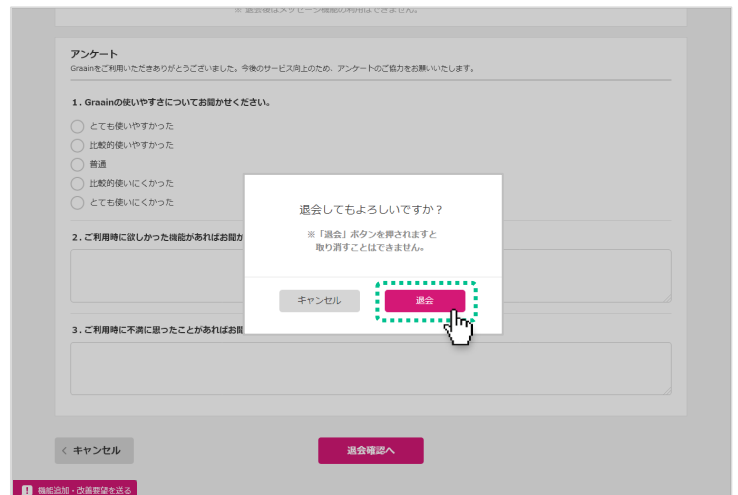 ※ 退会後はメッセージ機能の利用はできません。
アンケート
Graainをご利用いただきありがとうございました。今後のサービス向上のため、アンケートのご協力をお願いいたします。
1. Graainの使いやすさについてお聞かせください。
とても使いやすかった
比較的使いやすかった
普通
比較的使いにくかった
とても使いにくかった
2. ご利用時に欲しかった機能があればお聞か
3. ご利用時に不満に思ったことがあればお聞
退会してもよろしいですか？
※「退会」ボタンを押されますと
取り消すことはできません。
キャンセル
退会
< キャンセル
退会確認へ
! 機能追加・改善要望を送る